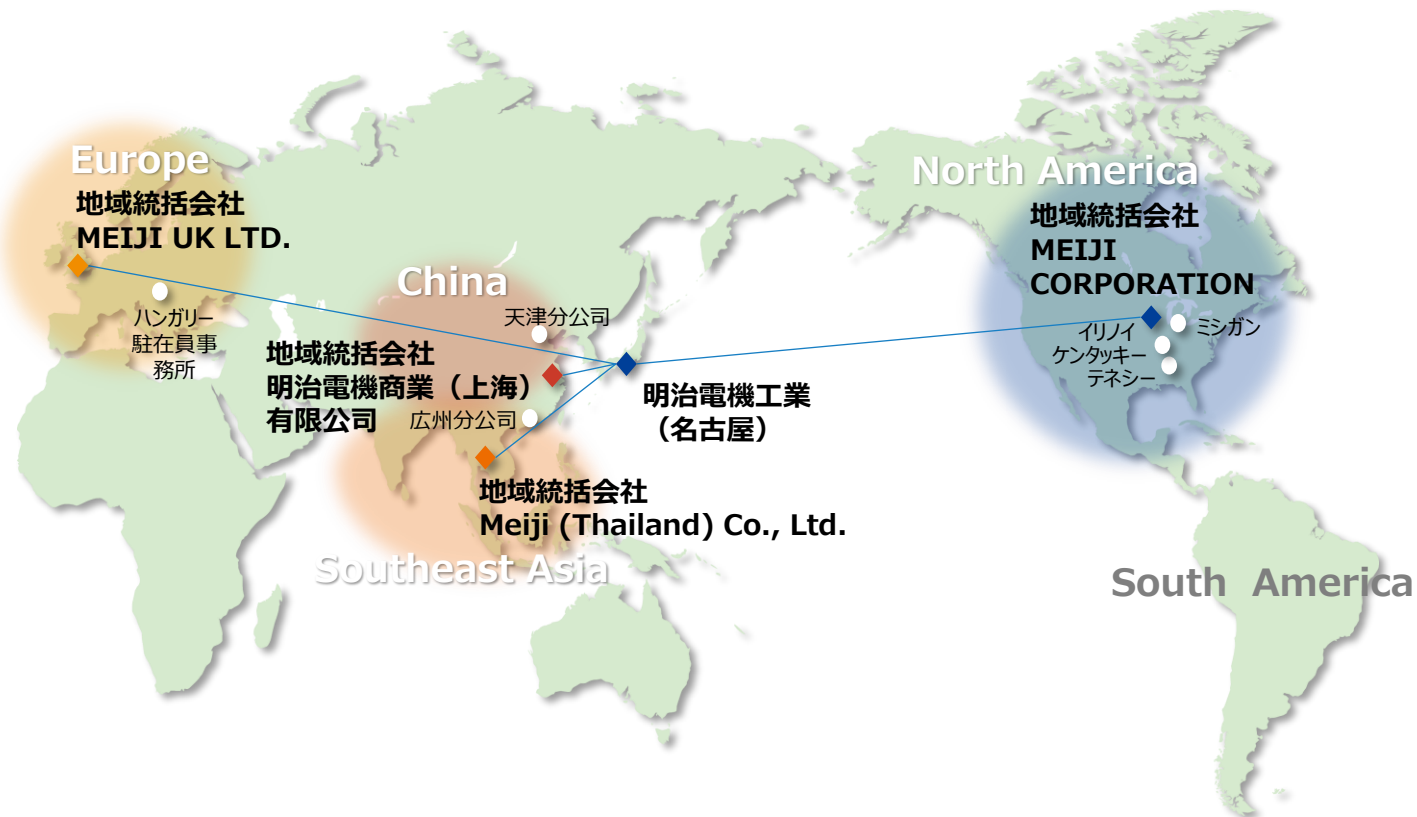 Europe
地域統括会社
MEIJI UK LTD.
ハンガリー
駐在員事
務所
China
天津分公司
地域統括会社
明治電機商業（上海）
有限公司
広州分公司
明治電機工業
（名古屋）
地域統括会社
Meiji (Thailand) Co., Ltd.
Southeast Asia
North America
地域統括会社
MEIJI
CORPORATION
イリノイ
ミシガン
ケンタッキー
テネシー
South America